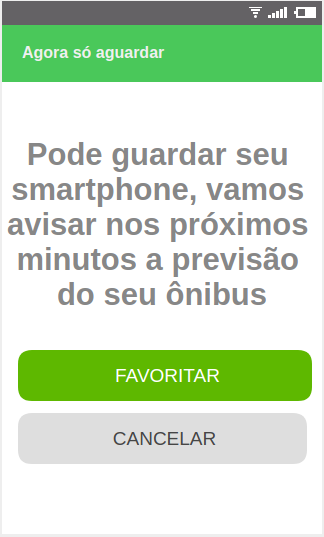 Agora só aguardar
Pode guardar seu
smartphone, vamos
avisar nos próximos
minutos a previsão
do seu ônibus
FAVORITAR
CANCELAR